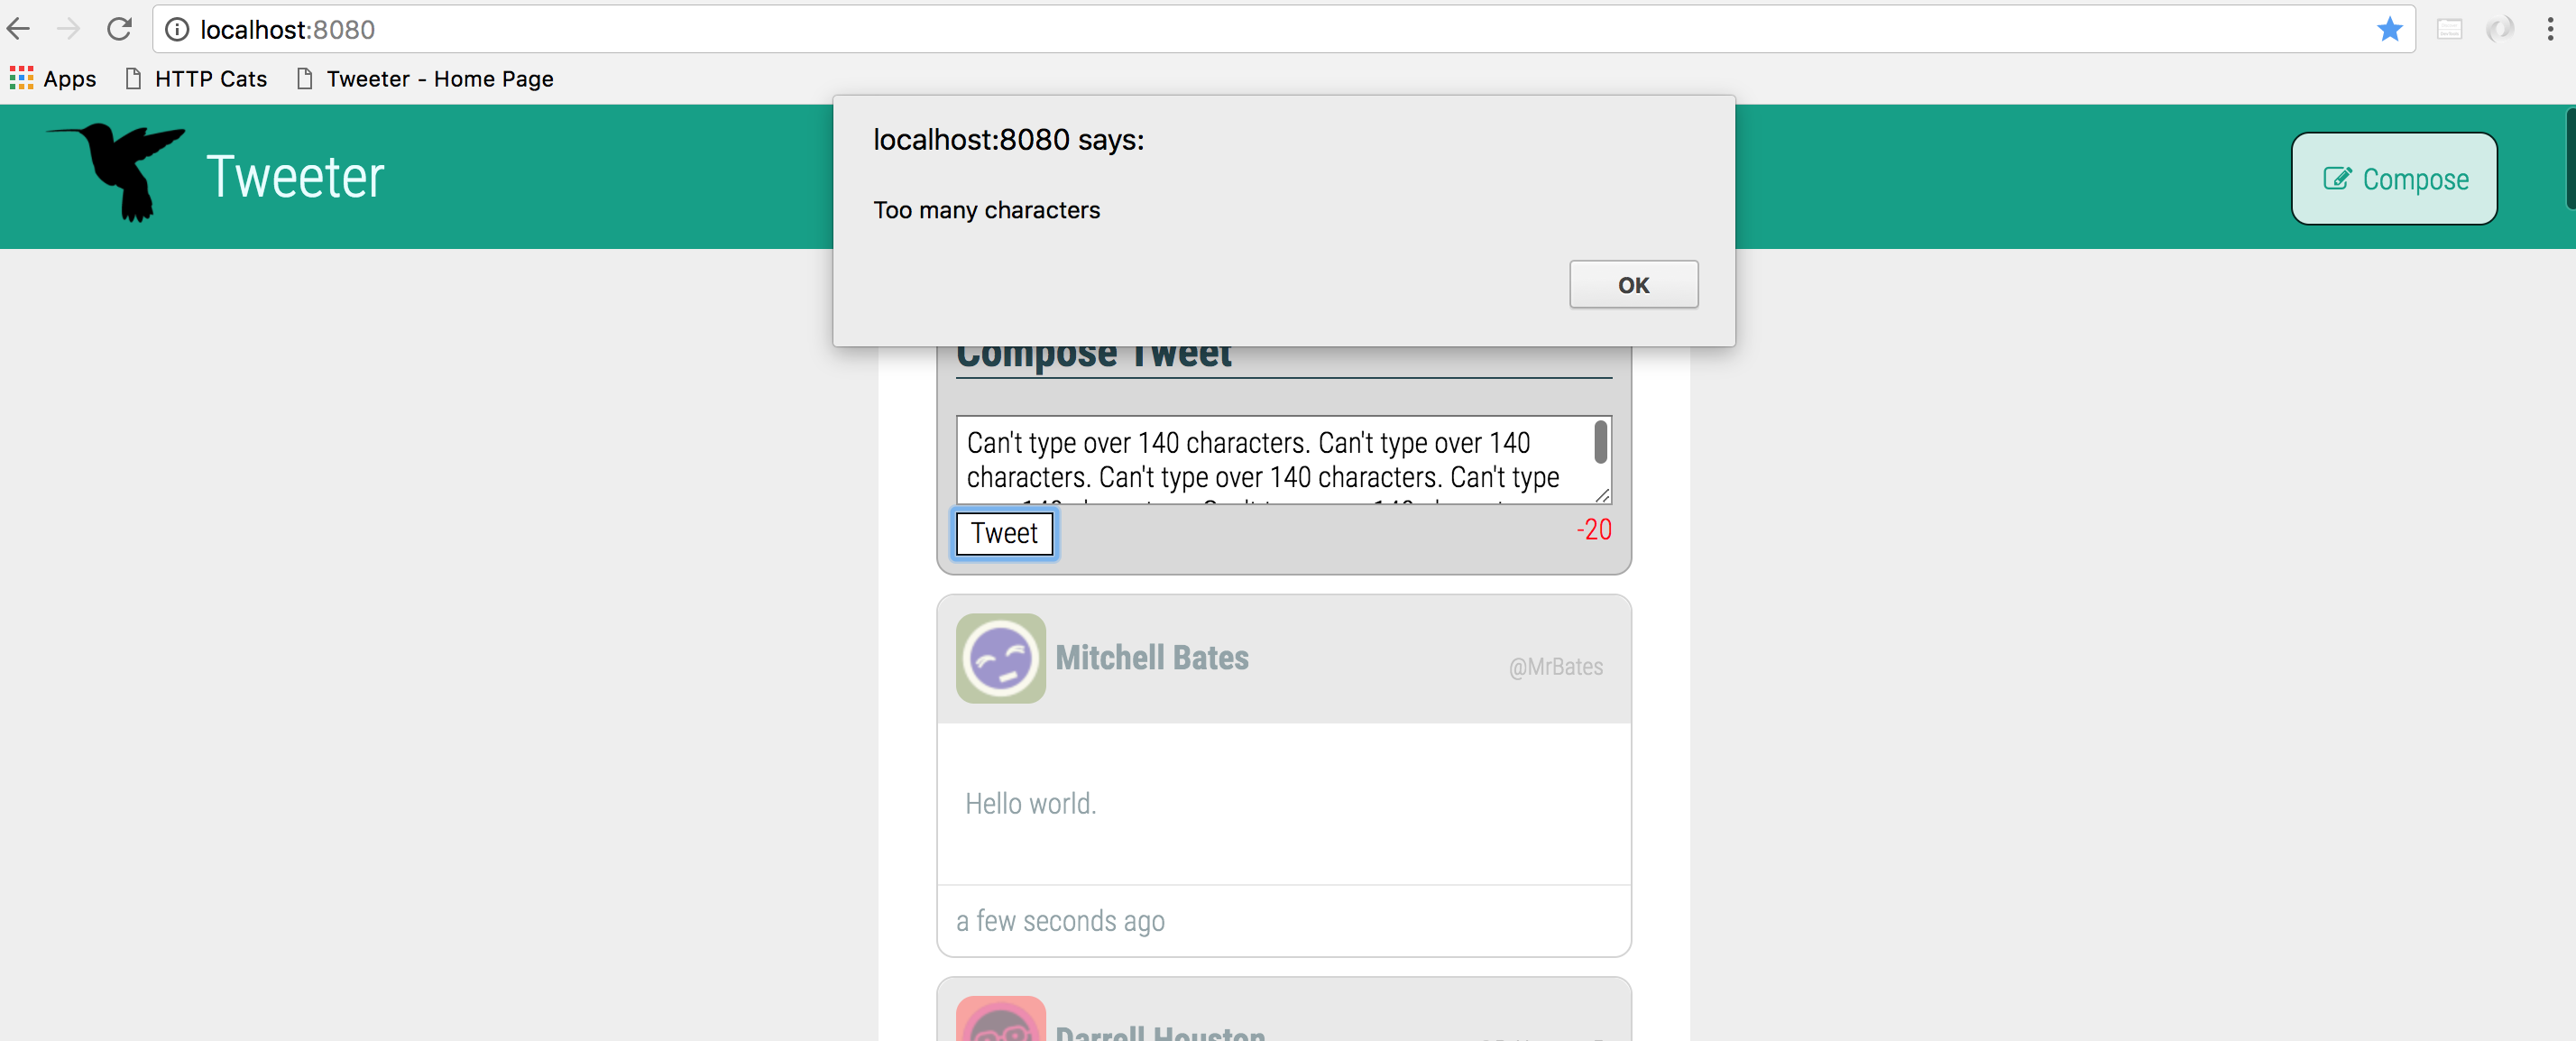 localhost:8080
Apps HTTP Cats Tweeter - Home Page
Tweeter
Compose
localhost:8080 says:
Too many characters
OK
Compose Tweet
Can't type over 140 characters. Can't type over 140
characters. Can't type over 140 characters. Can't type
Tweet
-20
Mitchell Bates
@MrBates
Hello world.
a few seconds ago
Darrell Houston